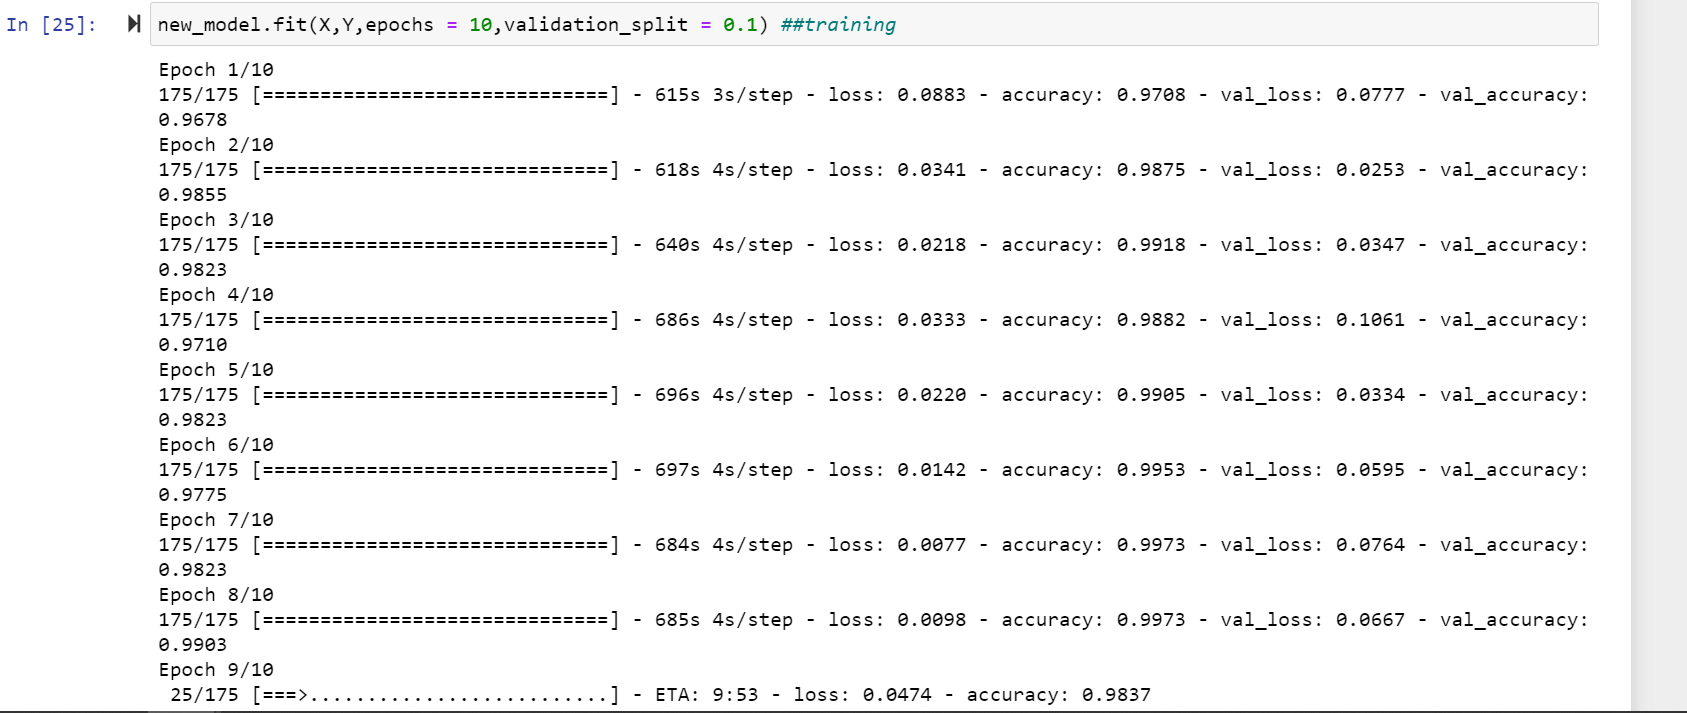 In [25]: new_model.fit(X,Y,epochs = 10,validation_split = 0.1) ##training
Epoch 1/10
175/175 [==============================] - 615s 3s/step - loss: 0.0883 - accuracy: 0.9708 - val_loss: 0.0777 - val_accuracy:
0.9678
Epoch 2/10
175/175 [==============================] - 618s 4s/step - loss: 0.0341 - accuracy: 0.9875 - val_loss: 0.0253 - val_accuracy:
0.9855
Epoch 3/10
175/175 [==============================] - 640s 4s/step - loss: 0.0218 - accuracy: 0.9918 - val_loss: 0.0347 - val_accuracy:
0.9823
Epoch 4/10
175/175 [==============================] - 686s 4s/step - loss: 0.0333 - accuracy: 0.9882 - val_loss: 0.1061 - val_accuracy:
0.9710
Epoch 5/10
175/175 [==============================] - 696s 4s/step - loss: 0.0220 - accuracy: 0.9905 - val_loss: 0.0334 - val_accuracy:
0.9823
Epoch 6/10
175/175 [==============================] - 697s 4s/step - loss: 0.0142 - accuracy: 0.9953 - val_loss: 0.0595 - val_accuracy:
0.9775
Epoch 7/10
175/175 [==============================] - 684s 4s/step - loss: 0.0077 - accuracy: 0.9973 - val_loss: 0.0764 - val_accuracy:
0.9823
Epoch 8/10
175/175 [==============================] - 685s 4s/step - loss: 0.0098 - accuracy: 0.9973 - val_loss: 0.0667 - val_accuracy:
0.9903
Epoch 9/10
25/175 [===>..........................] - ETA: 9:53 - loss: 0.0474 - accuracy: 0.9837